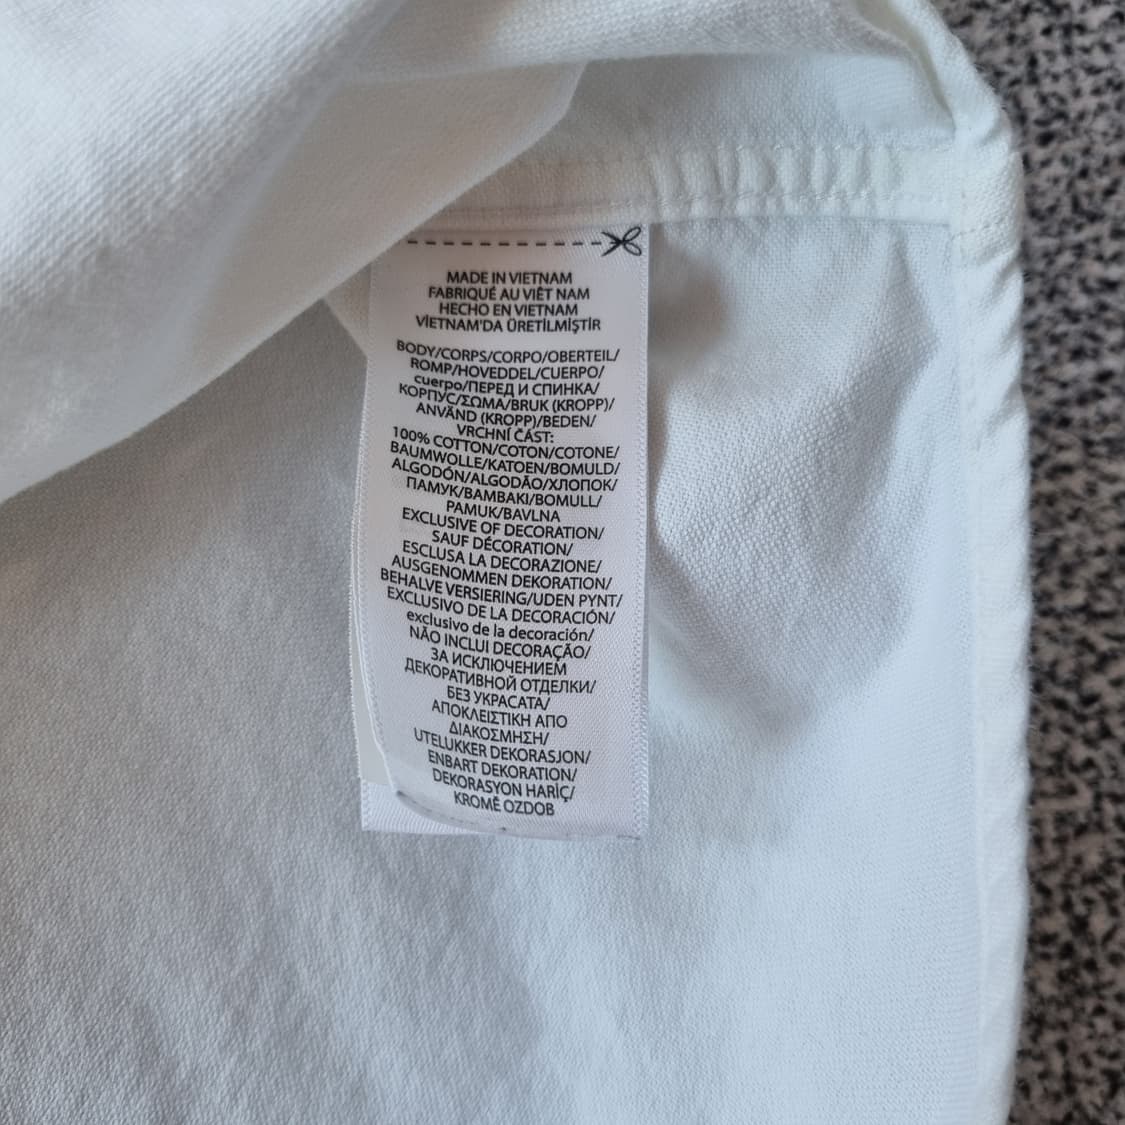 MADE IN VIETNAM
FABRIQUÉ AU VIÊT NAM
HECHO EN VIETNAM
VİETNAM'DA ÜRETİLMİŞTİR
BODY/CORPS/CORPO/OBERTEIL/
ROMP/HOVEDDEL/CUERPO/
cuerpo/ПЕРЕД И СПИНКА/
КОРПУС/ΣΩΜΑ/BRUK (KROPP)/
ANVÄND (KROPP)/BEDEN/
VRCHNÍ ČÁST:
100% COTTON/COTON/COTONE/
BAUMWOLLE/KATOEN/BOMULD/
ALGODÓN/ALGODÃO/ХЛОПОК/
ПАМУК/ΒΑΜΒΑΚΙ/BOMULL/
PAMUK/BAVLNA
EXCLUSIVE OF DECORATION/
SAUF DÉCORATION/
ESCLUSA LA DECORAZIONE/
AUSGENOMMEN DEKORATION/
BEHALVE VERSIERING/UDEN PYNT/
EXCLUSIVO DE LA DECORACIÓN/
exclusivo de la decoración/
NÃO INCLUI DECORAÇÃO/
ЗА ИСКЛЮЧЕНИЕМ
ДЕКОРАТИВНОЙ ОТДЕЛКИ/
БЕЗ УКРАСАТА/
ΑΠΟΚΛΕΙΣΤΙΚΗ ΑΠΟ
ΔΙΑΚΟΣΜΗΣΗ/
UTELUKKER DEKORASJON/
ENBART DEKORATION/
DEKORASYON HARİÇ/
KROMĚ OZDOB